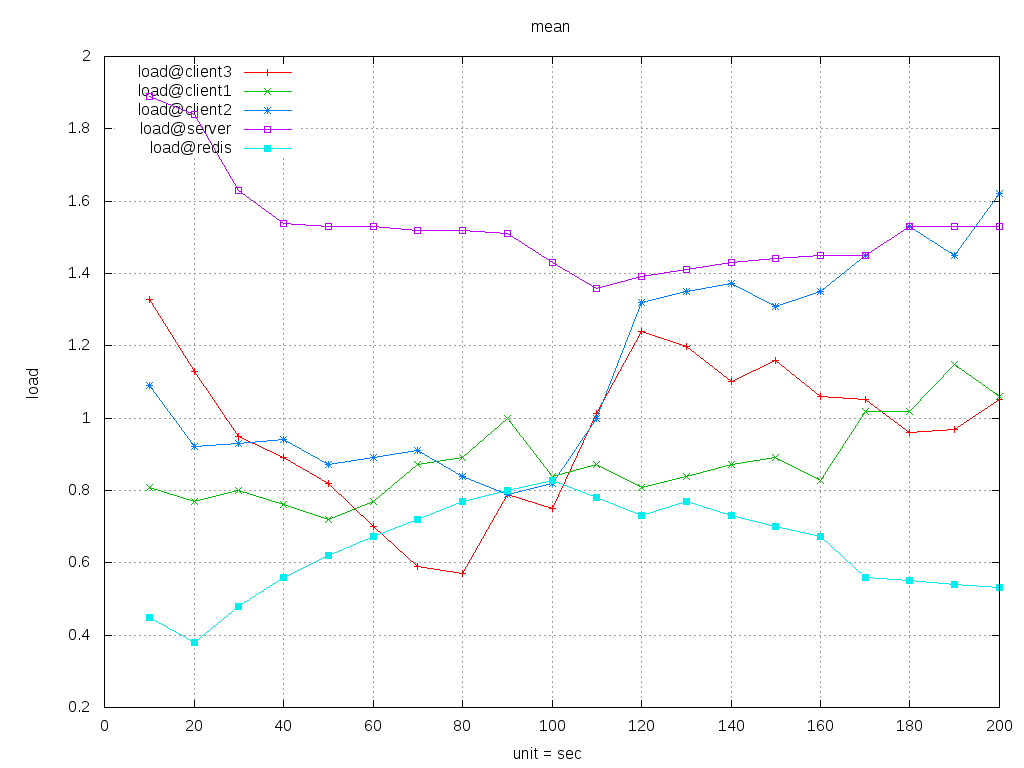 mean
2
1.8
1.6
1.4
1.2
1
0.8
0.6
0.4
0.2
load
load@client3
load@client1
load@client2
load@server
load@redis
0 20 40 60 80 100 120 140 160 180 200
unit = sec